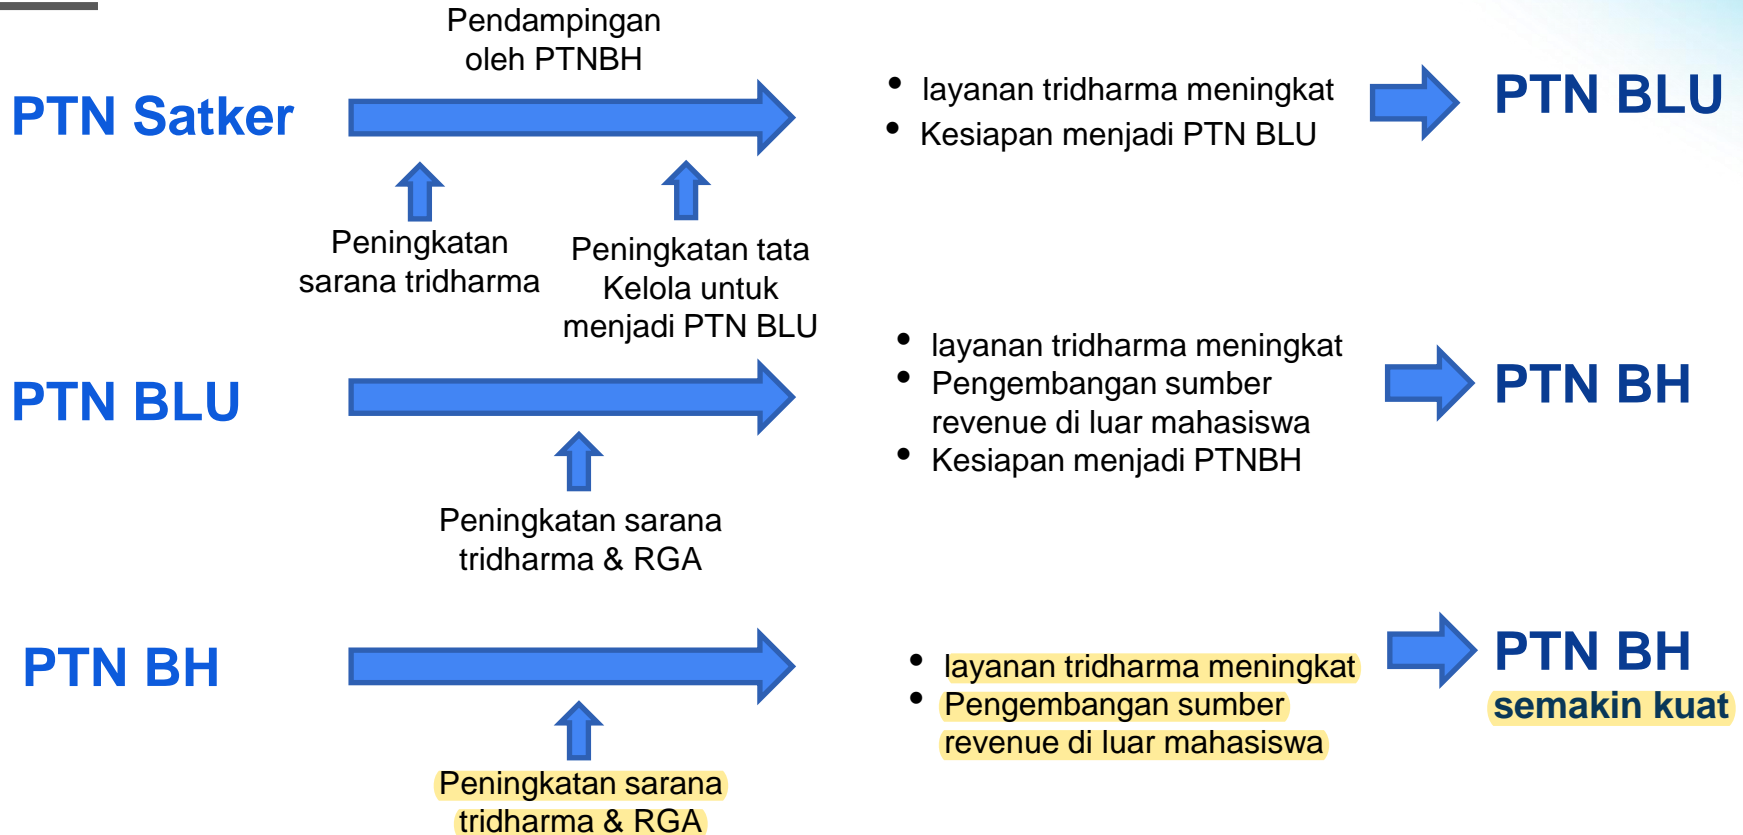 Pendampingan
oleh PTNBH
PTN Satker
• layanan tridharma meningkat
• Kesiapan menjadi PTN BLU
PTN BLU
Peningkatan
sarana tridharma
Peningkatan tata
Kelola untuk
menjadi PTN BLU
PTN BLU
• layanan tridharma meningkat
• Pengembangan sumber
revenue di luar mahasiswa
• Kesiapan menjadi PTNBH
PTN BH
Peningkatan sarana
tridharma & RGA
PTN BH
• layanan tridharma meningkat
• Pengembangan sumber
revenue di luar mahasiswa
PTN BH
semakin kuat
Peningkatan sarana
tridharma & RGA